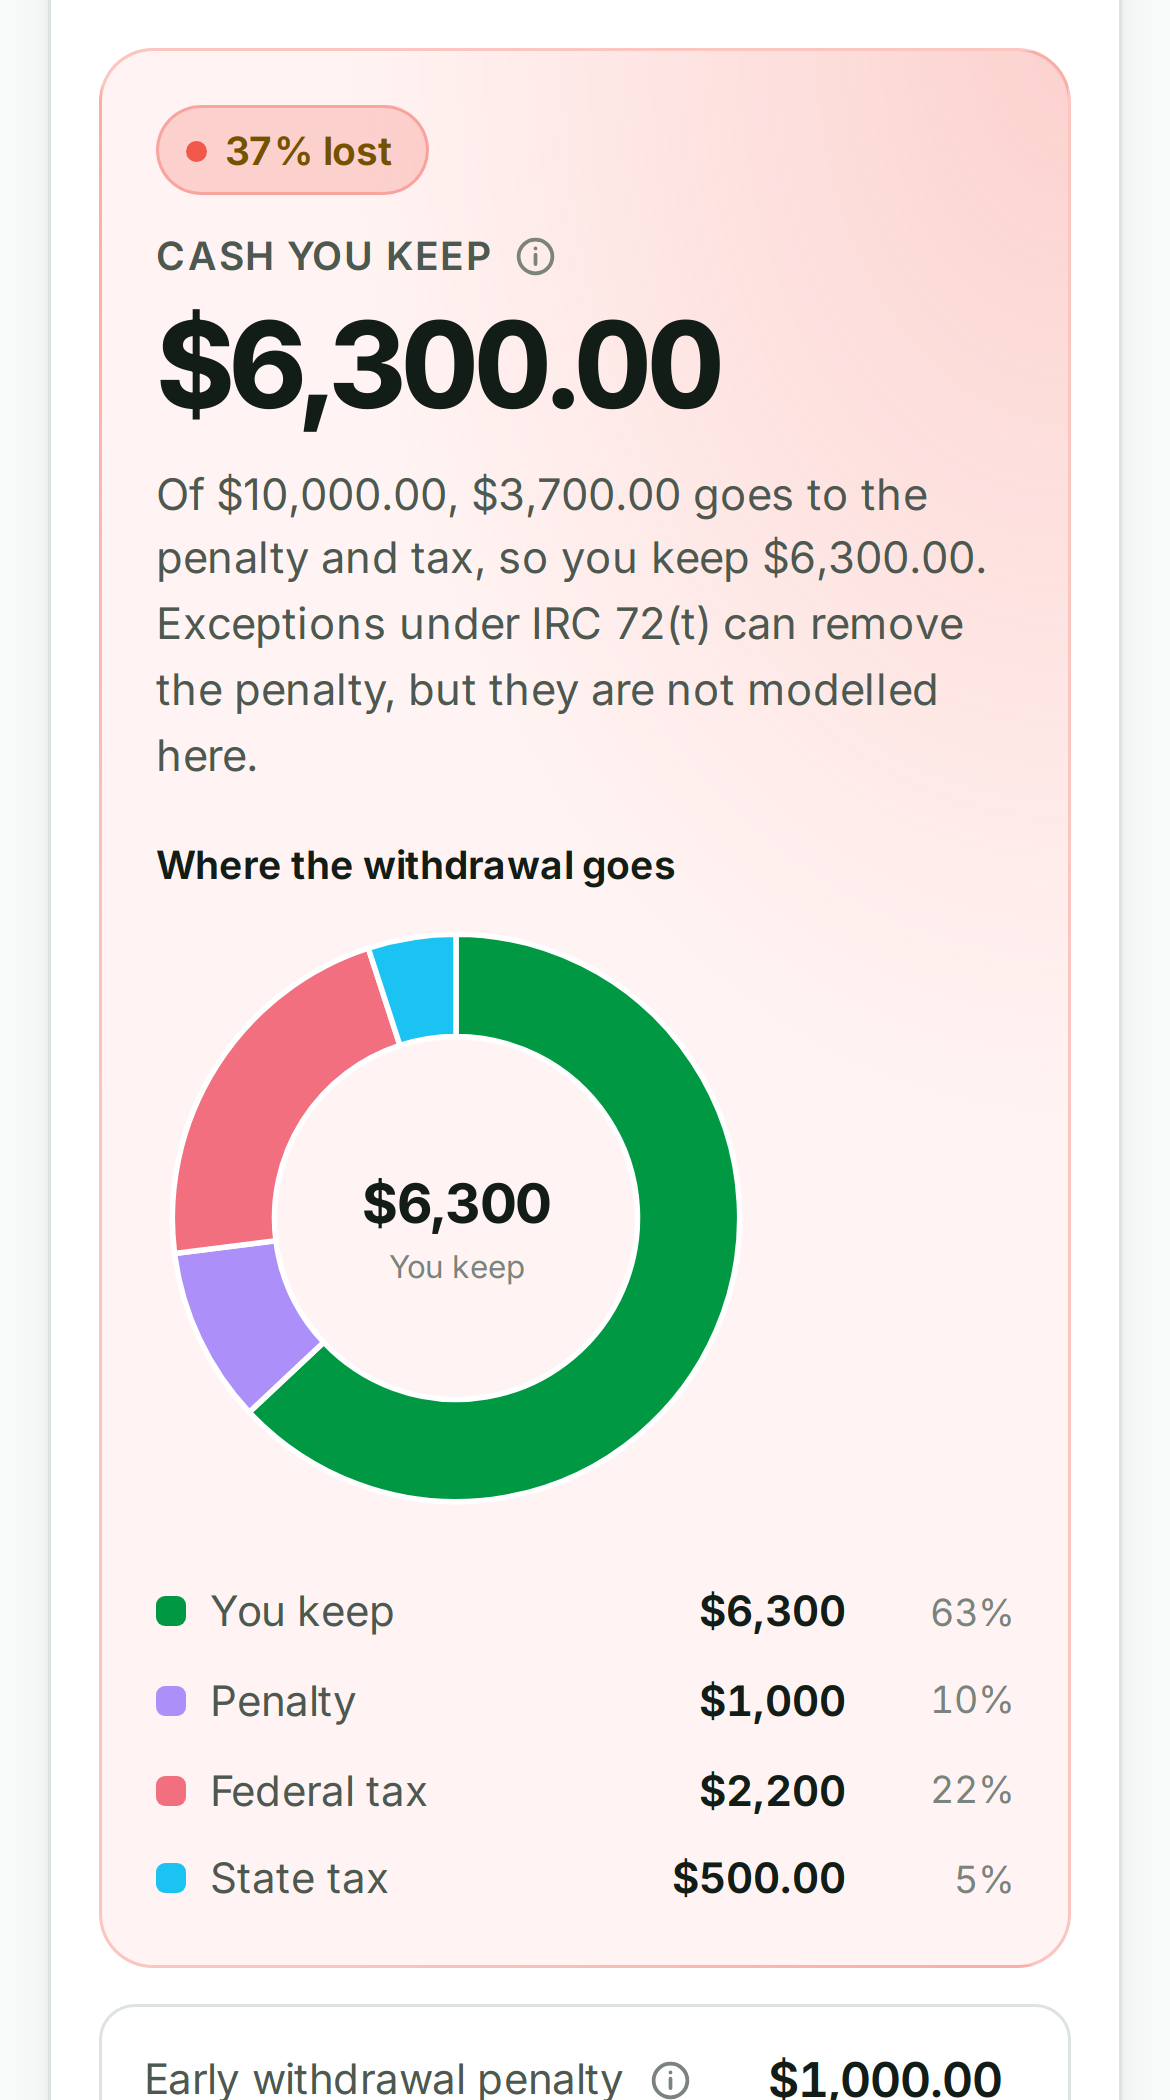 37% lost
CASH YOU KEEP
$6,300.00
Of $10,000.00, $3,700.00 goes to the
penalty and tax, so you keep $6,300.00.
Exceptions under IRC 72(t) can remove
the penalty, but they are not modelled
here.
Where the withdrawal goes
$6,300
You keep
You keep $6,300 63%
Penalty $1,000 10%
Federal tax $2,200 22%
State tax $500.00 5%
Early withdrawal penalty $1,000.00